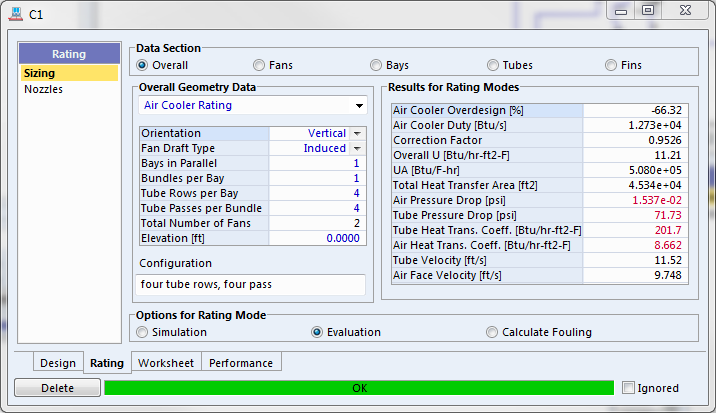 C1
Rating
Sizing
Nozzles
Data Section
Overall Fans Bays Tubes Fins
Overall Geometry Data
Air Cooler Rating
Orientation Vertical
Fan Draft Type Induced
Bays in Parallel 1
Bundles per Bay 1
Tube Rows per Bay 4
Tube Passes per Bundle 4
Total Number of Fans 2
Elevation [ft] 0.0000
Configuration
four tube rows, four pass
Results for Rating Modes
Air Cooler Overdesign [%] -66.32
Air Cooler Duty [Btu/s] 1.273e+04
Correction Factor 0.9526
Overall U [Btu/hr-ft2-F] 11.21
UA [Btu/F-hr] 5.080e+05
Total Heat Transfer Area [ft2] 4.534e+04
Air Pressure Drop [psi] 1.537e-02
Tube Pressure Drop [psi] 71.73
Tube Heat Trans. Coeff. [Btu/hr-ft2-F] 201.7
Air Heat Trans. Coeff. [Btu/hr-ft2-F] 8.662
Tube Velocity [ft/s] 11.52
Air Face Velocity [ft/s] 9.748
Options for Rating Mode
Simulation Evaluation Calculate Fouling
Design Rating Worksheet Performance
Delete OK Ignored